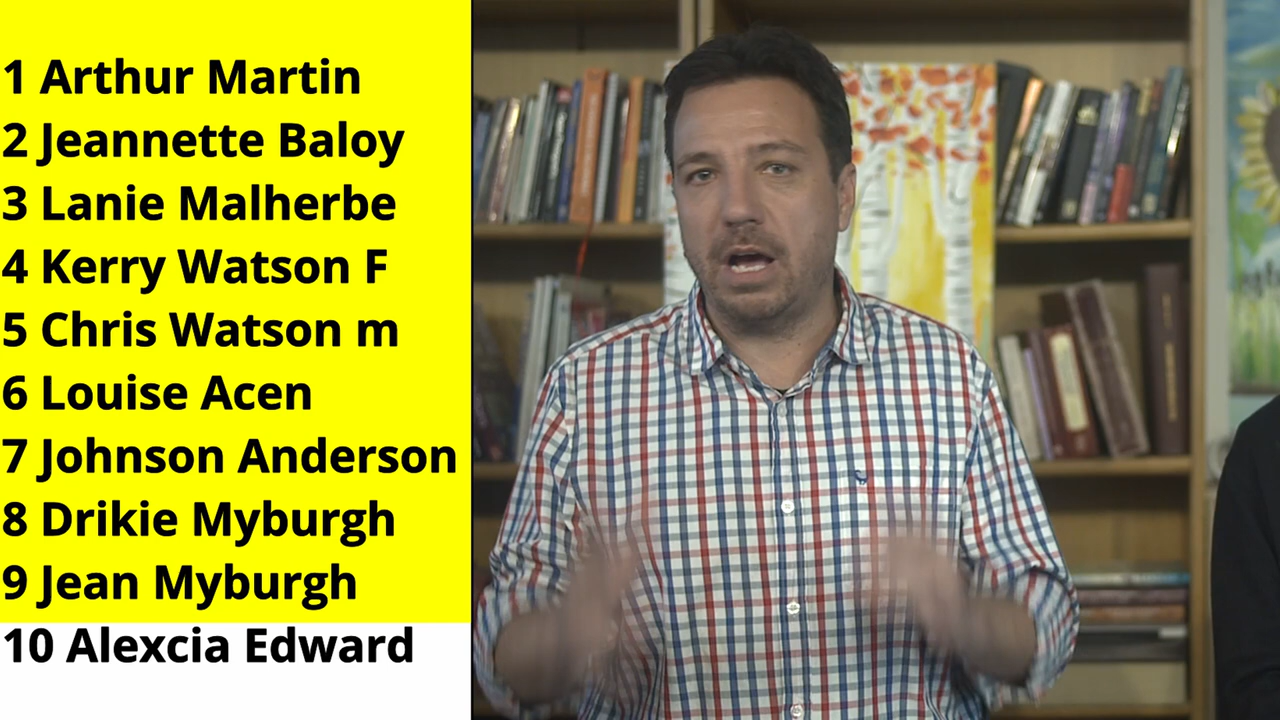 1 Arthur Martin
2 Jeannette Baloy
3 Lanie Malherbe
4 Kerry Watson F
5 Chris Watson m
6 Louise Acen
7 Johnson Anderson
8 Drikie Myburgh
9 Jean Myburgh
10 Alexcia Edward